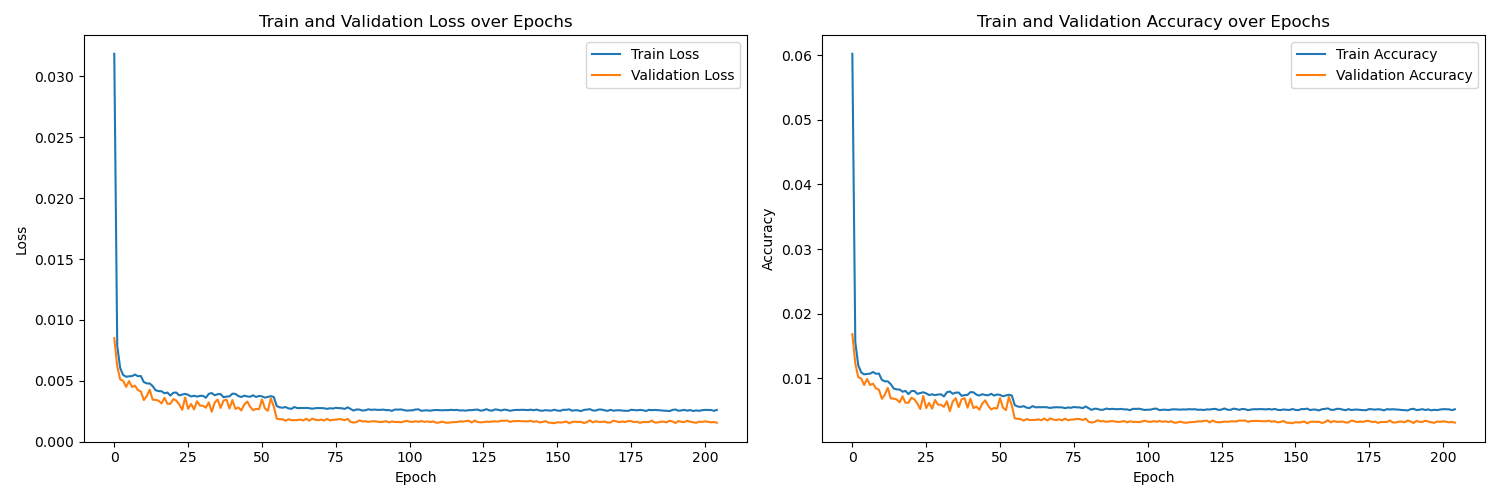 Train and Validation Loss over Epochs
Train Loss
Validation Loss
0.030
0.025
0.020
0.015
0.010
0.005
0.000
Loss
0 25 50 75 100 125 150 175 200
Epoch
Train and Validation Accuracy over Epochs
Train Accuracy
Validation Accuracy
0.06
0.05
0.04
0.03
0.02
0.01
Accuracy
0 25 50 75 100 125 150 175 200
Epoch